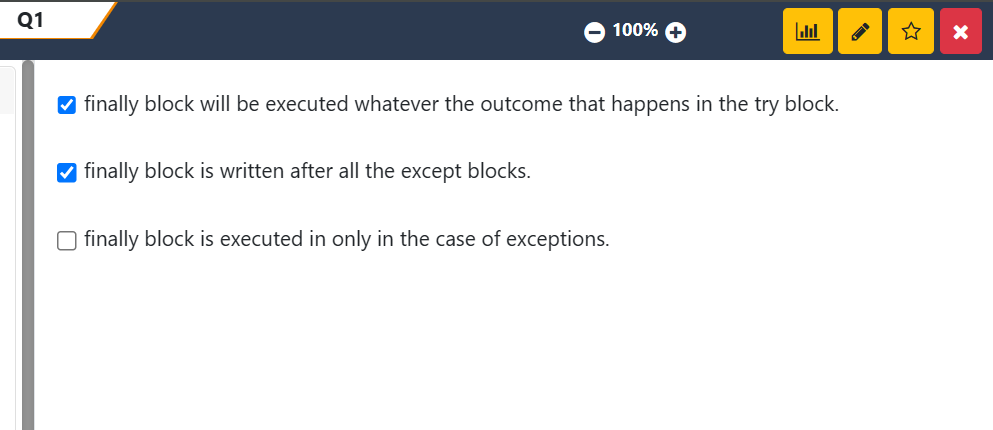 Q1
100%
finally block will be executed whatever the outcome that happens in the try block.
finally block is written after all the except blocks.
finally block is executed in only in the case of exceptions.